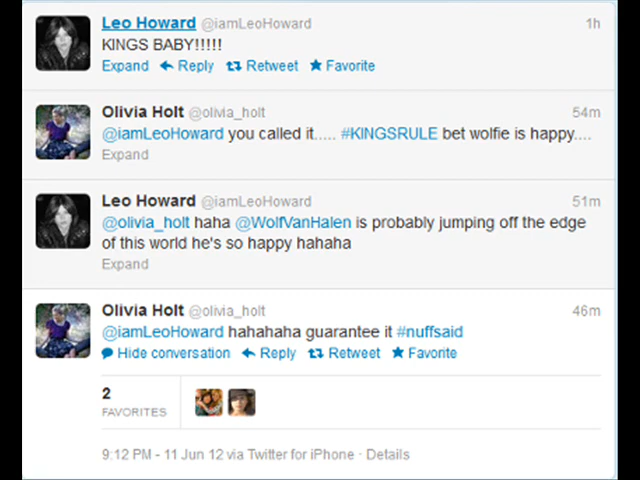 Leo Howard @iamLeoHoward 1h
KINGS BABY!!!!!
Expand Reply Retweet Favorite
Olivia Holt @olivia_holt 54m
@iamLeoHoward you called it..... #KINGSRULE bet wolfie is happy....
Expand
Leo Howard @iamLeoHoward 51m
@olivia_holt haha @WolfVanHalen is probably jumping off the edge
of this world he's so happy hahaha
Expand
Olivia Holt @olivia_holt 46m
@iamLeoHoward hahahaha guarantee it #nuffsaid
Hide conversation Reply Retweet Favorite
2
FAVORITES
9:12 PM - 11 Jun 12 via Twitter for iPhone · Details